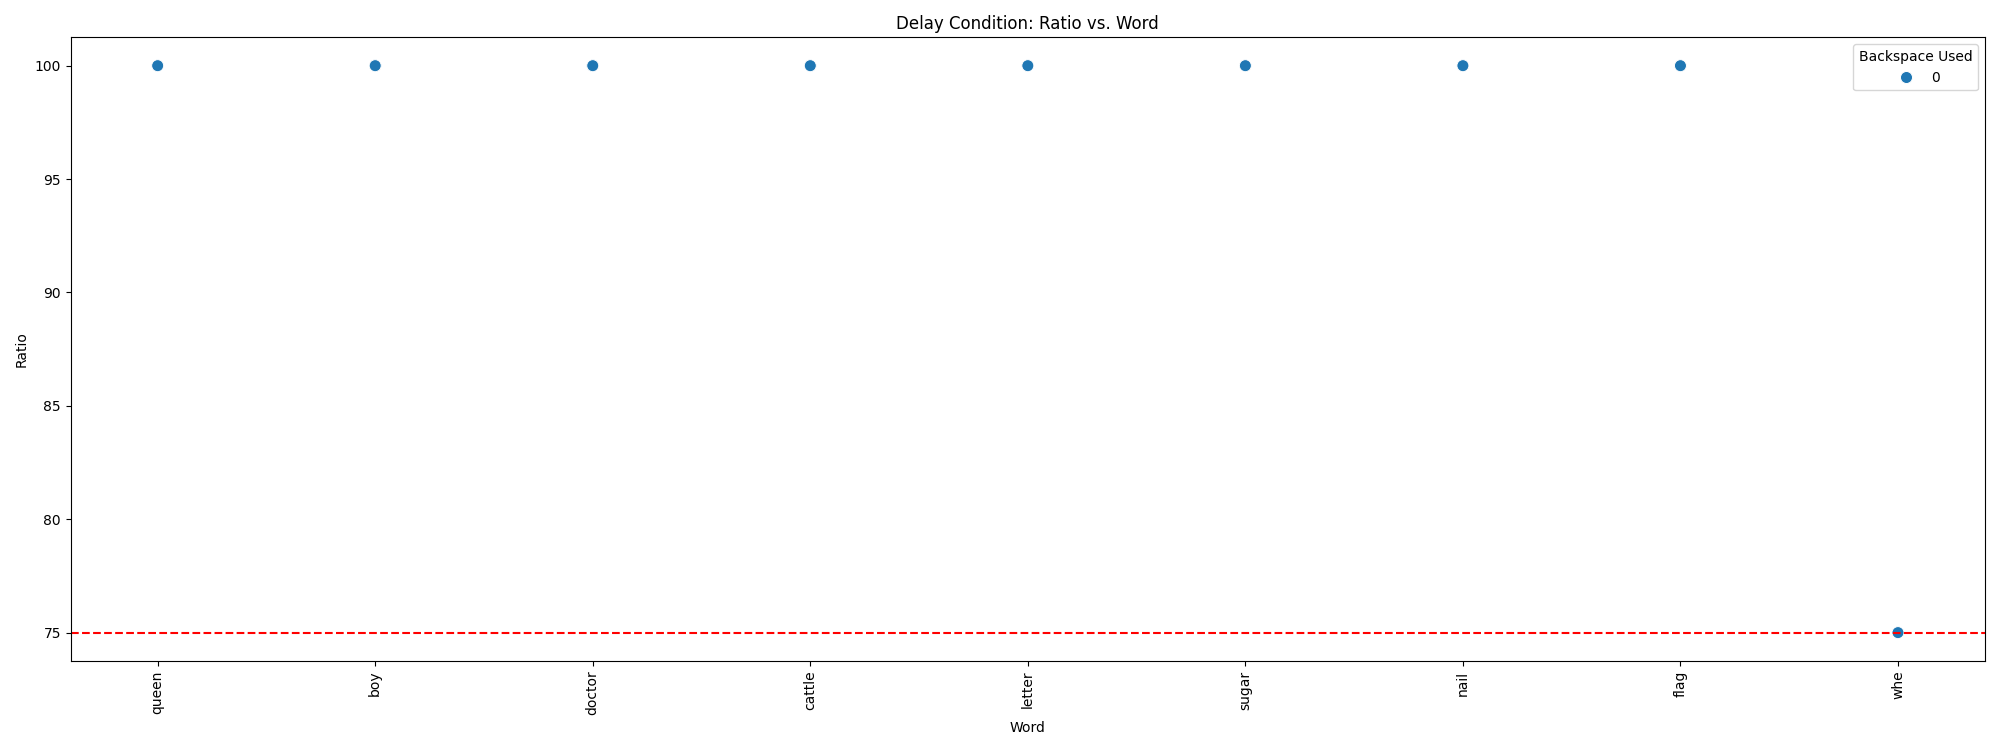 Delay Condition: Ratio vs. Word
Backspace Used
0
Ratio
100
95
90
85
80
75
queen
boy
doctor
cattle
letter
sugar
nail
flag
whe
Word